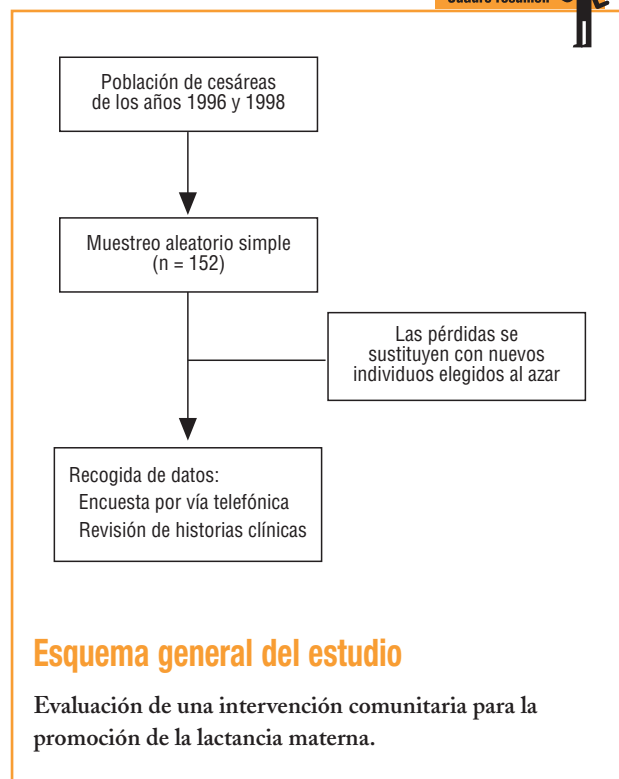 Cuadro resumen
Población de cesáreas
de los años 1996 y 1998
Muestreo aleatorio simple
(n = 152)
Las pérdidas se
sustituyen con nuevos
individuos elegidos al azar
Recogida de datos:
Encuesta por vía telefónica
Revisión de historias clínicas
Esquema general del estudio
Evaluación de una intervención comunitaria para la
promoción de la lactancia materna.